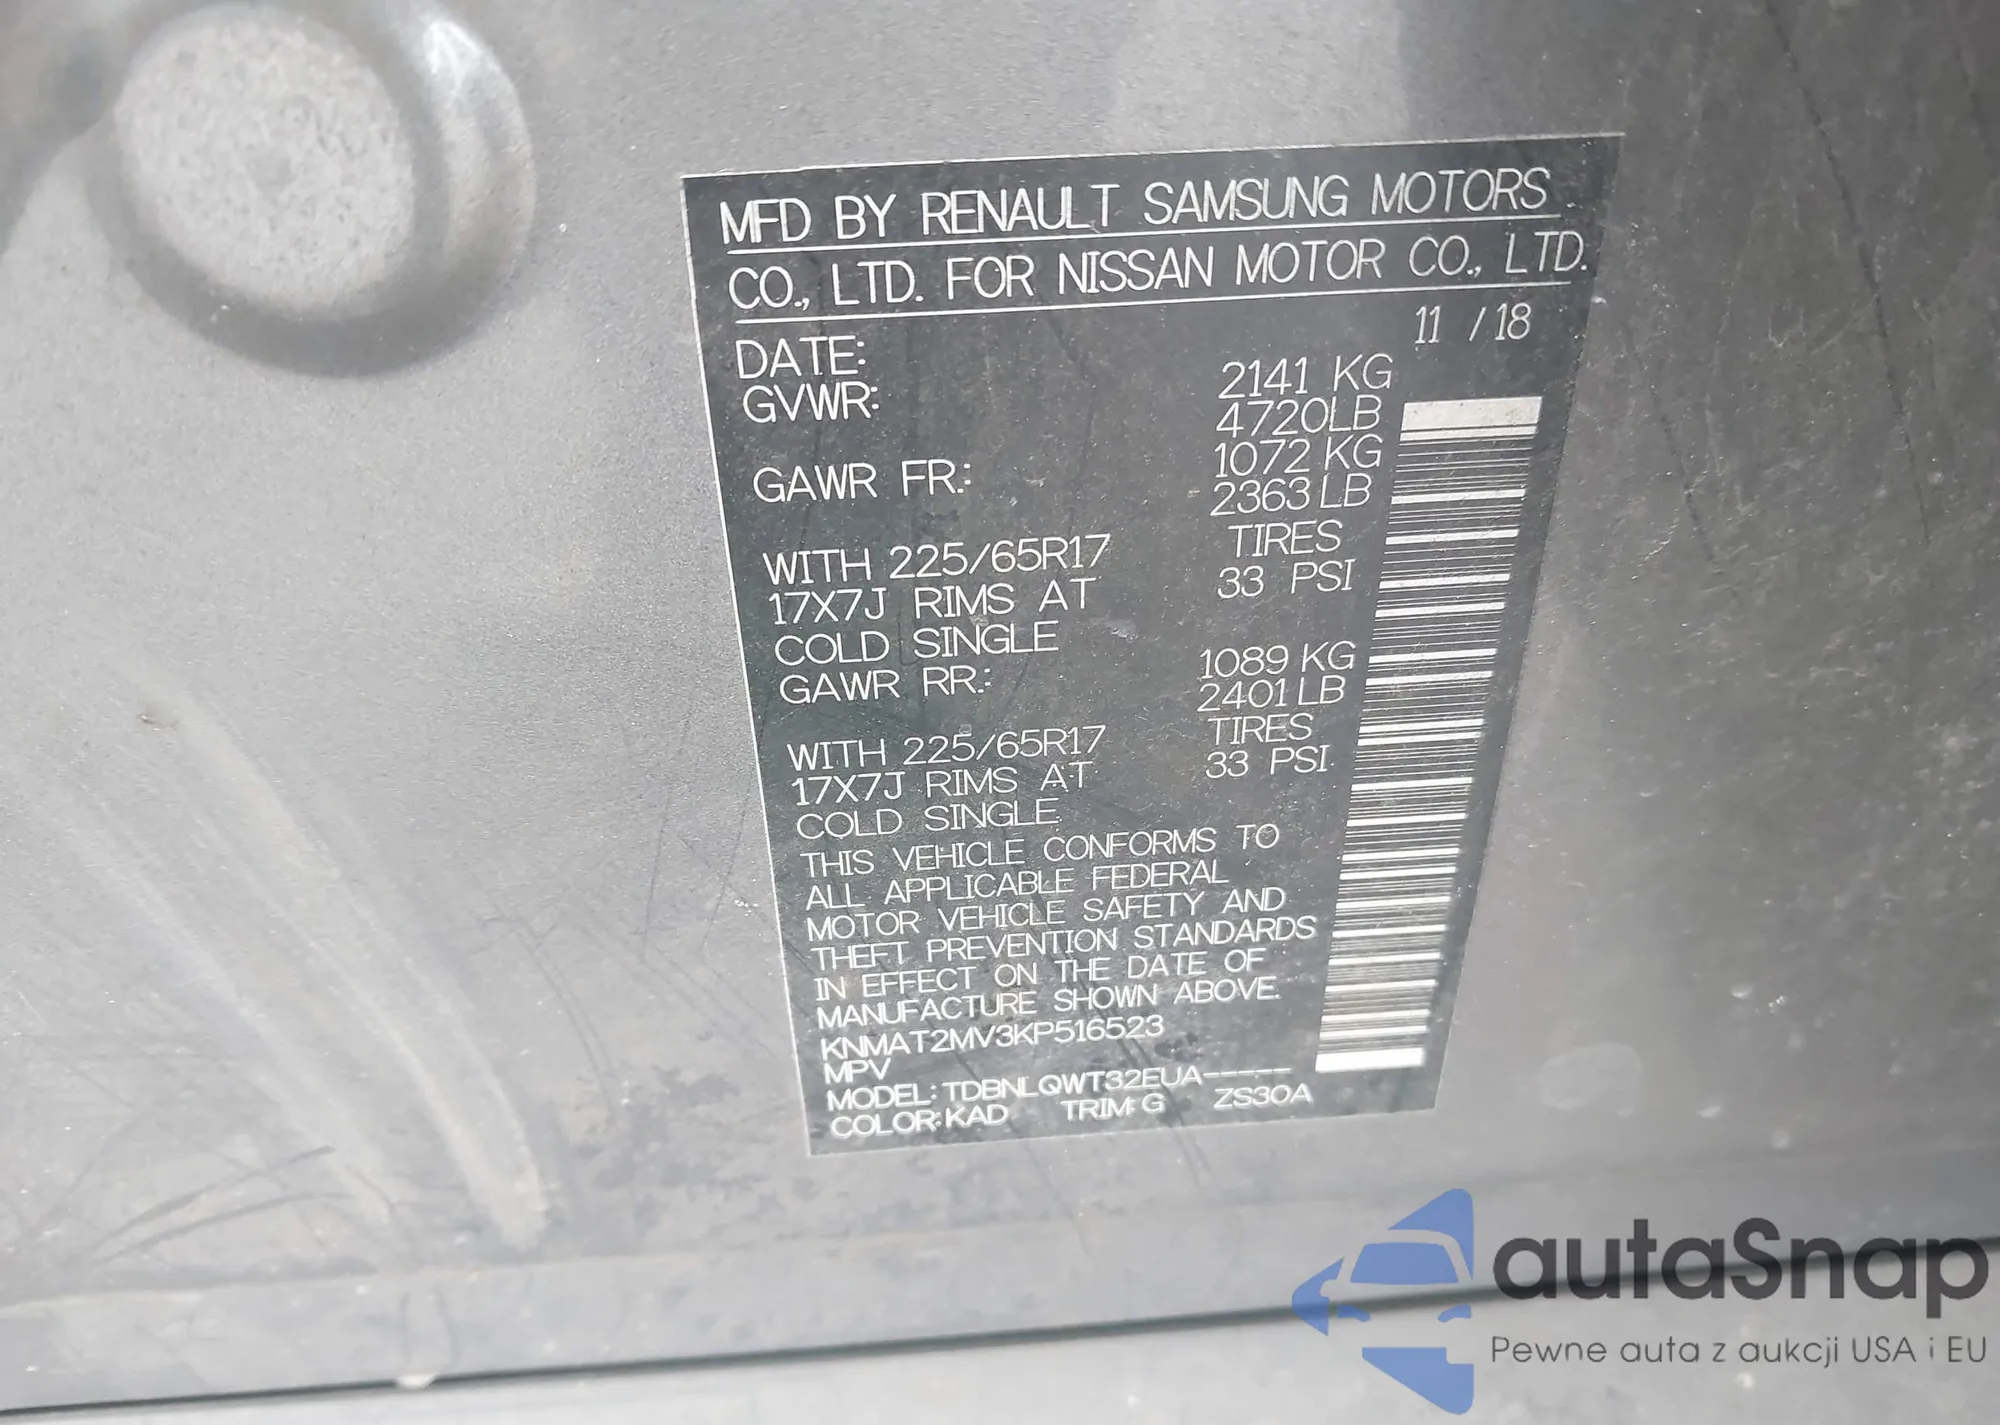 MFD BY RENAULT SAMSUNG MOTORS
CO., LTD. FOR NISSAN MOTOR CO., LTD.
DATE: 11 / 18
GVWR: 2141 KG
4720LB
GAWR FR.: 1072 KG
2363 LB
WITH 225/65R17 TIRES
17X7J RIMS AT 33 PSI
COLD SINGLE
GAWR RR.: 1089 KG
2401 LB
WITH 225/65R17 TIRES
17X7J RIMS AT 33 PSI.
COLD SINGLE
THIS VEHICLE CONFORMS TO
ALL APPLICABLE FEDERAL
MOTOR VEHICLE SAFETY AND
THEFT PREVENTION STANDARDS
IN EFFECT ON THE DATE OF
MANUFACTURE SHOWN ABOVE.
KNMAT2MV3KP516523
MPV
MODEL: TDBNLQWT32EUA-----
COLOR: KAD TRIM: G ZS30A
autaSnap
Pewne auta z aukcji USA i EU